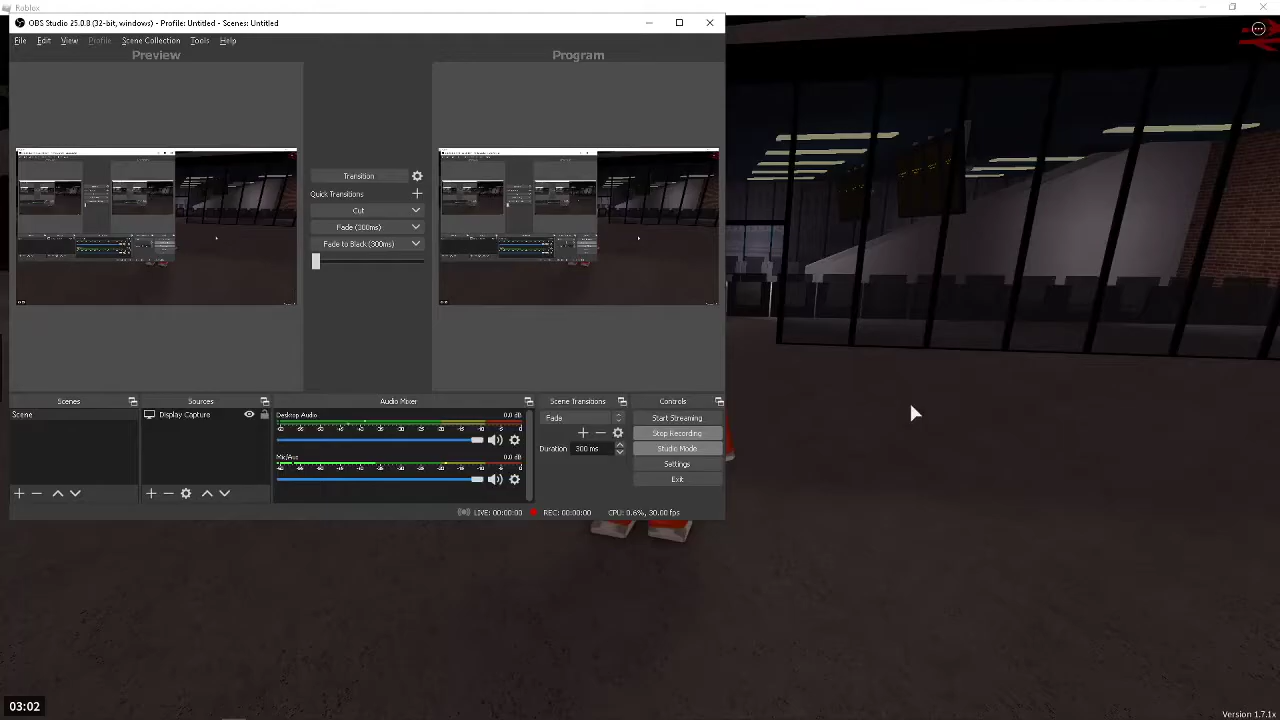 Roblox
OBS Studio 25.0.8 (32-bit, windows) - Profile: Untitled - Scenes: Untitled
File Edit View Profile Scene Collection Tools Help
Preview
Program
Transition
Quick Transitions
Cut
Fade (300ms)
Fade to Black (300ms)
Scenes
Sources
Audio Mixer
Scene Transitions
Controls
Scene
Display Capture
Desktop Audio 0.0 dB
Mic/Aux 0.0 dB
Fade
Duration 300 ms
Start Streaming
Stop Recording
Studio Mode
Settings
Exit
LIVE: 00:00:00 REC: 00:00:00 CPU: 0.6%, 30.00 fps
03:02
Version 1.7.1x